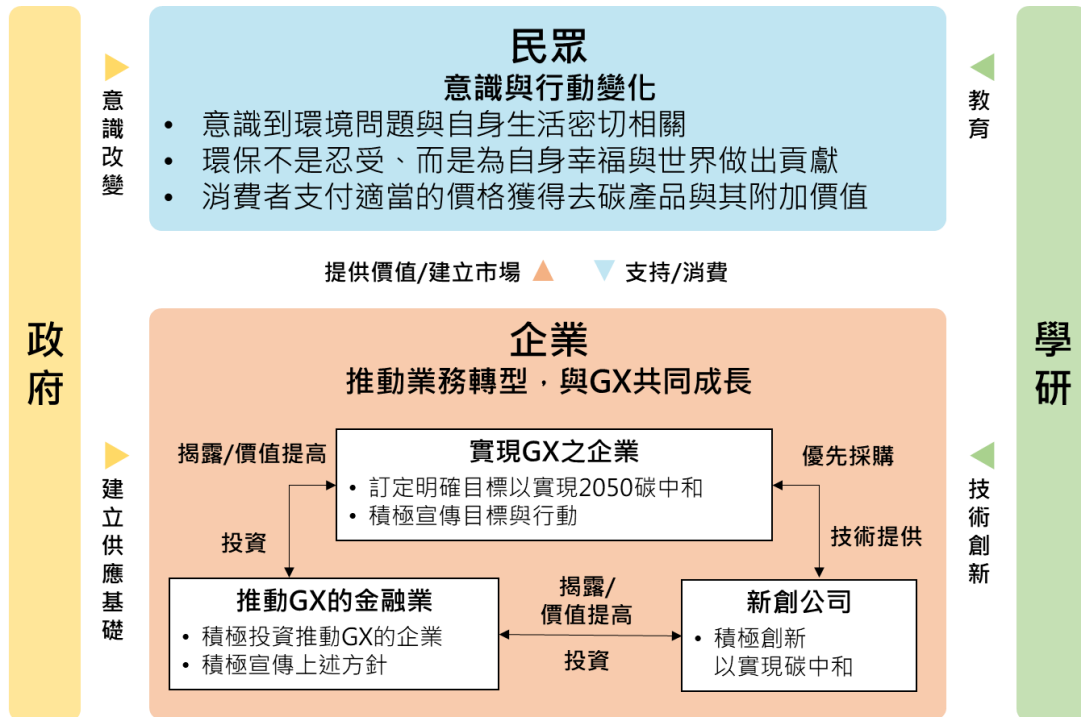 政府
意識改變
建立供應基礎
民眾
意識與行動變化
• 意識到環境問題與自身生活密切相關
• 環保不是忍受、而是為自身幸福與世界做出貢獻
• 消費者支付適當的價格獲得去碳產品與其附加價值
提供價值/建立市場
支持/消費
企業
推動業務轉型，與GX共同成長
揭露/價值提高
投資
實現GX之企業
• 訂定明確目標以實現2050碳中和
• 積極宣傳目標與行動
優先採購
技術提供
推動GX的金融業
• 積極投資推動GX的企業
• 積極宣傳上述方針
揭露/
價值提高
投資
新創公司
• 積極創新
以實現碳中和
教育
技術創新
學研